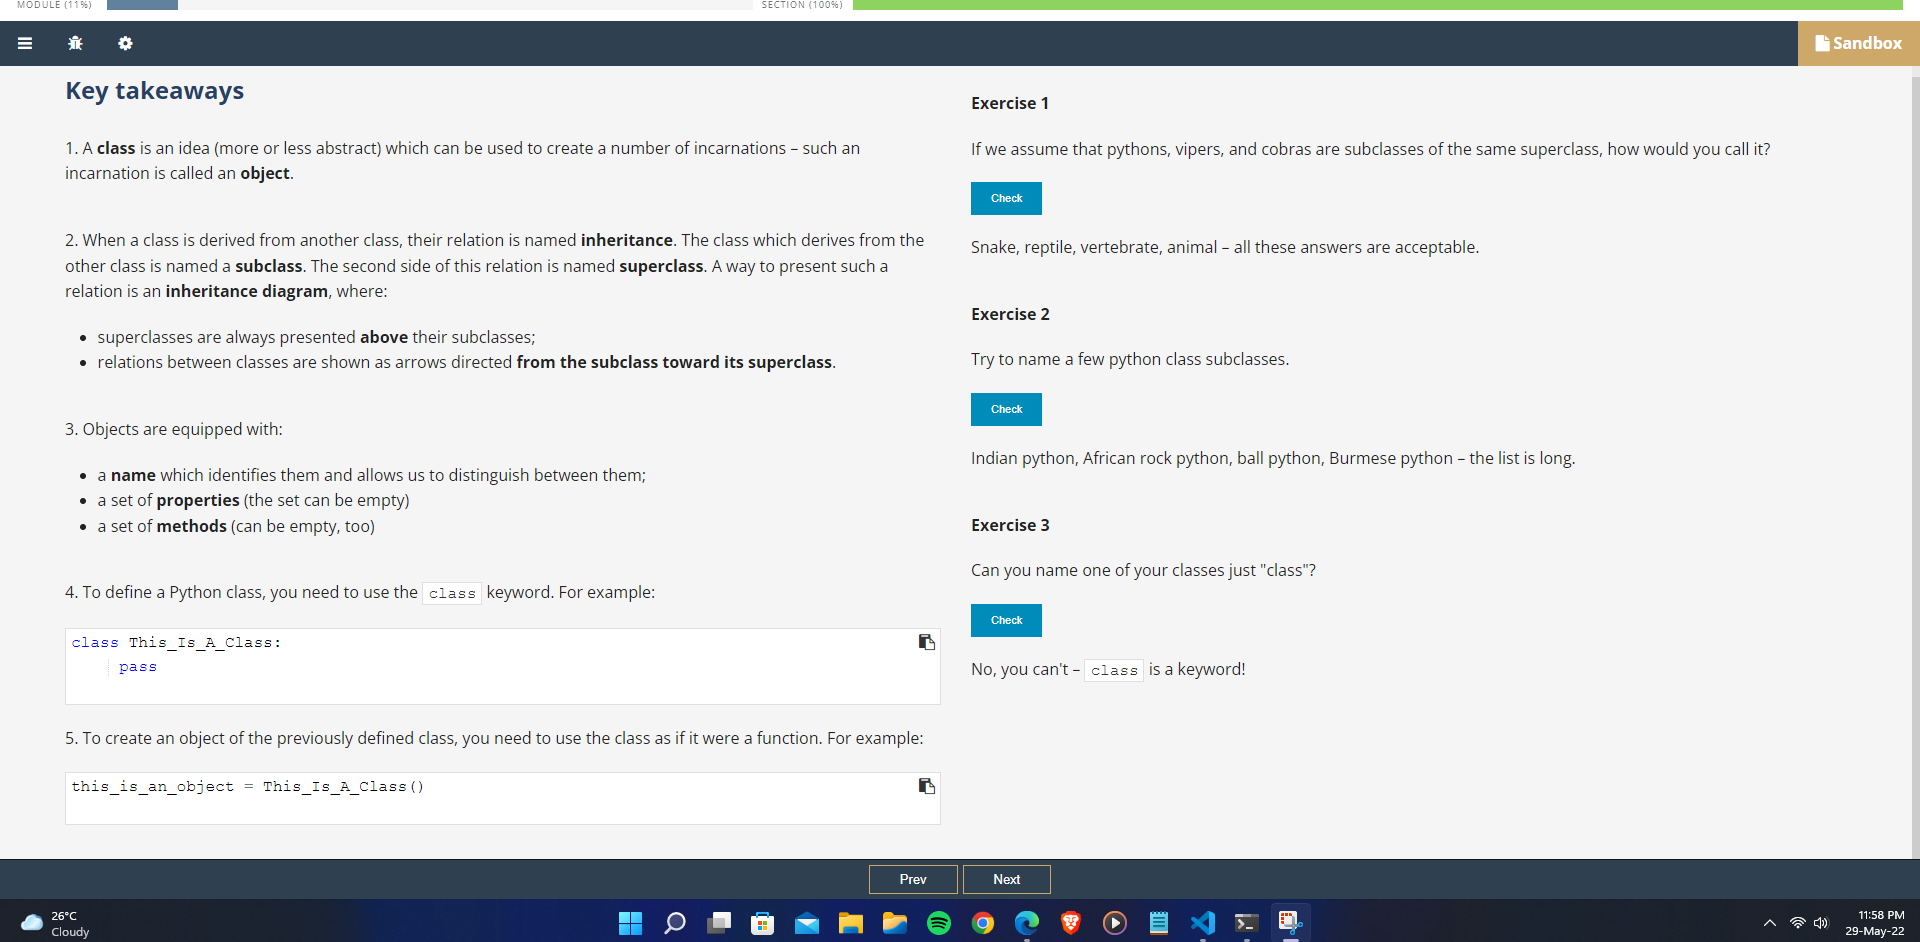 MODULE (11%)
SECTION (100%)
Sandbox
Key takeaways
1. A class is an idea (more or less abstract) which can be used to create a number of incarnations – such an
incarnation is called an object.
2. When a class is derived from another class, their relation is named inheritance. The class which derives from the
other class is named a subclass. The second side of this relation is named superclass. A way to present such a
relation is an inheritance diagram, where:
• superclasses are always presented above their subclasses;
• relations between classes are shown as arrows directed from the subclass toward its superclass.
3. Objects are equipped with:
• a name which identifies them and allows us to distinguish between them;
• a set of properties (the set can be empty)
• a set of methods (can be empty, too)
4. To define a Python class, you need to use the class keyword. For example:
class This_Is_A_Class:
pass
5. To create an object of the previously defined class, you need to use the class as if it were a function. For example:
this_is_an_object = This_Is_A_Class()
Exercise 1
If we assume that pythons, vipers, and cobras are subclasses of the same superclass, how would you call it?
Check
Snake, reptile, vertebrate, animal – all these answers are acceptable.
Exercise 2
Try to name a few python class subclasses.
Check
Indian python, African rock python, ball python, Burmese python – the list is long.
Exercise 3
Can you name one of your classes just "class"?
Check
No, you can't – class is a keyword!
Prev
Next
26°C
Cloudy
11:58 PM
29-May-22